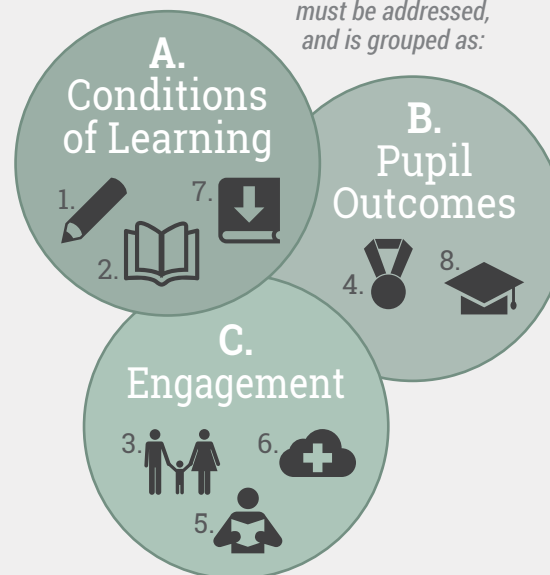 must be addressed,
and is grouped as:
A.
Conditions
of Learning
1.
7.
2.
B.
Pupil
Outcomes
4.
8.
C.
Engagement
3.
6.
5.